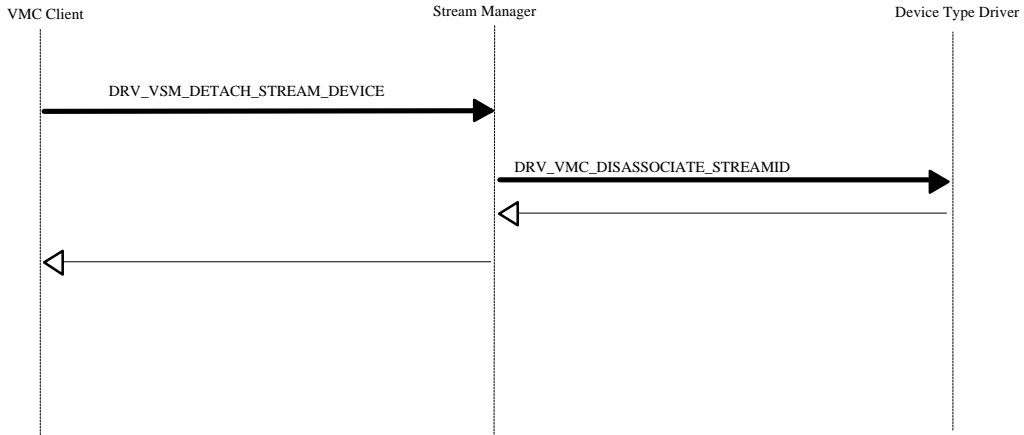 VMC Client
Stream Manager
Device Type Driver
DRV_VSM_DETACH_STREAM_DEVICE
DRV_VMC_DISASSOCIATE_STREAMID